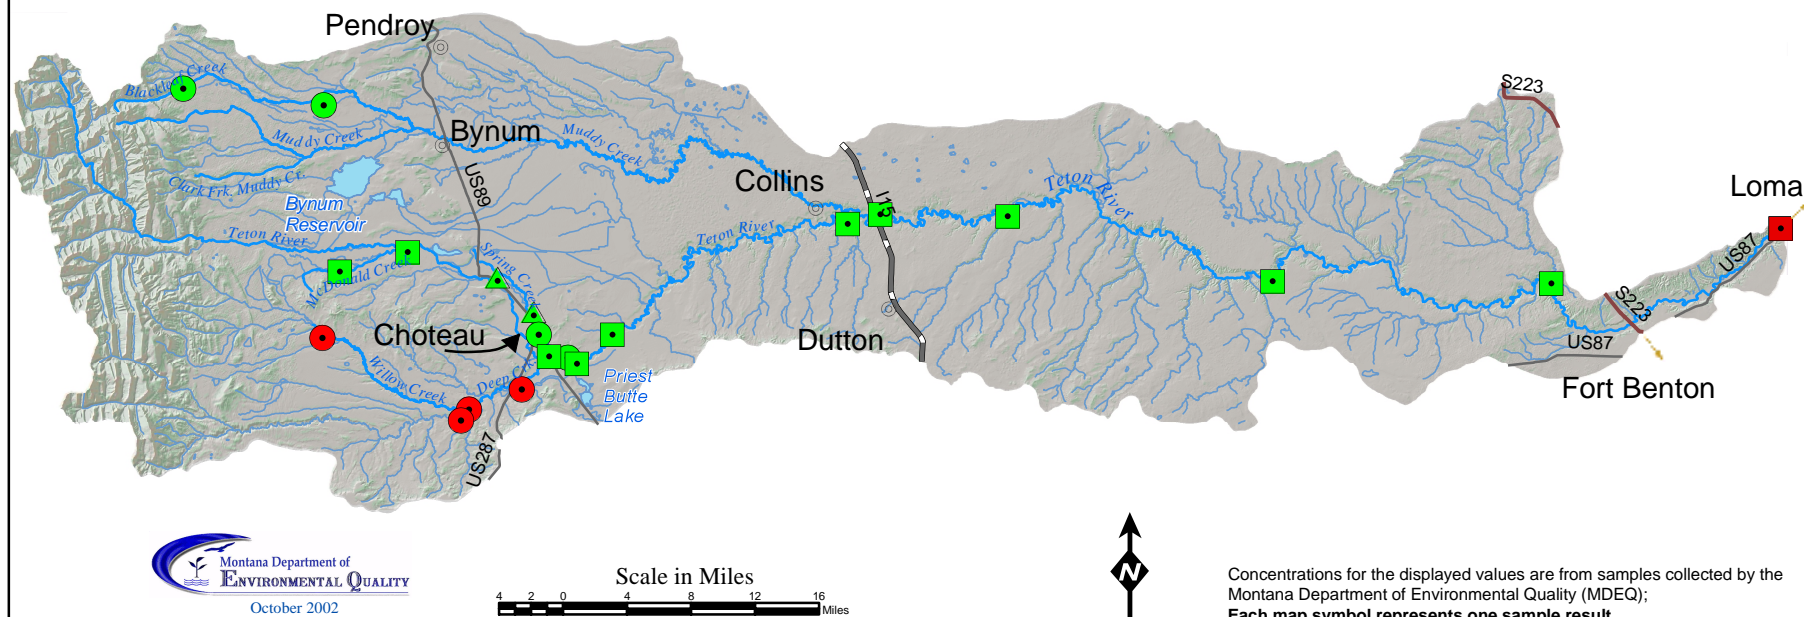 Pendroy
S223
Blackleaf Creek
Bynum
Muddy Creek
Muddy Creek
Clark Frk. Muddy Cr.
US89
Collins
I15
Teton River
Loma
Bynum
Reservoir
Teton River
Teton River
Spring Creek
US87
McDonald Creek
S223
Choteau
Dutton
US87
Willow Creek
Deep Crk
Priest
Butte
Lake
Fort Benton
US287
Montana Department of
ENVIRONMENTAL QUALITY
October 2002
Scale in Miles
4 2 0 4 8 12 16
Miles
N
Concentrations for the displayed values are from samples collected by the
Montana Department of Environmental Quality (MDEQ);
Each map symbol represents one sample result